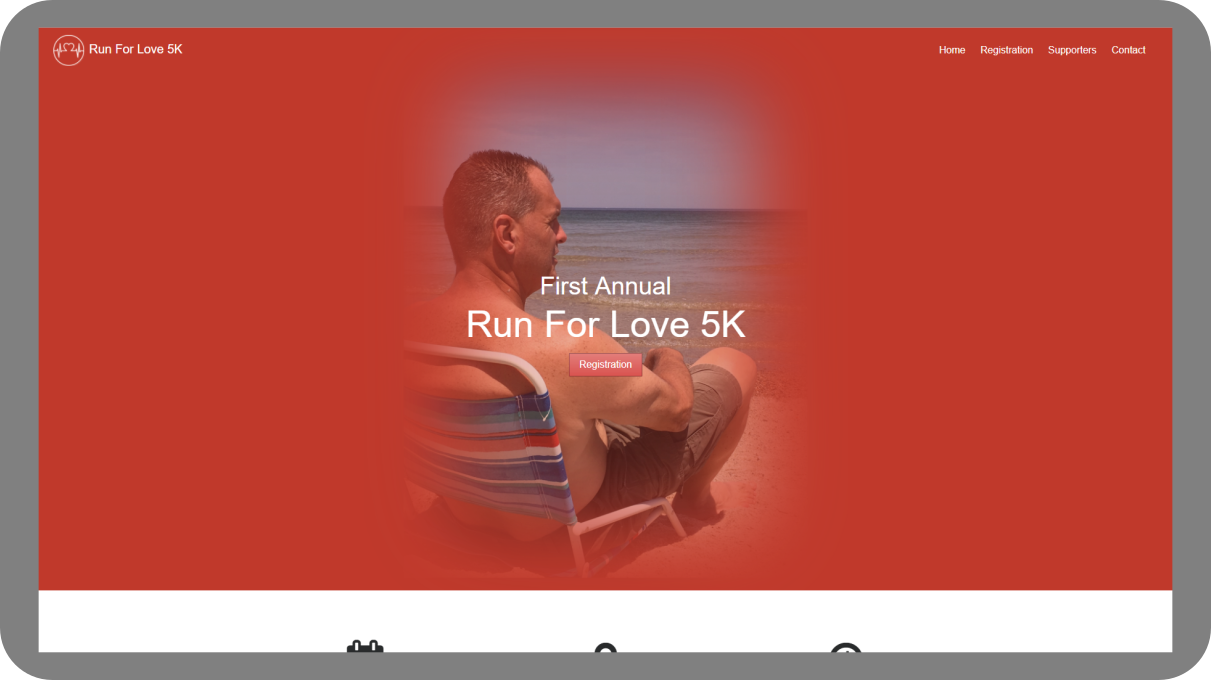 Run For Love 5K
Home Registration Supporters Contact
First Annual
Run For Love 5K
Registration